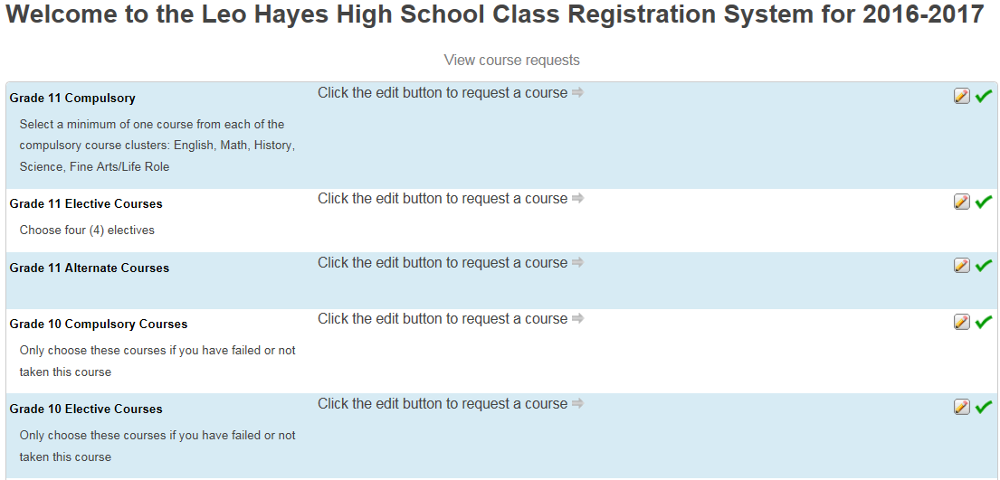 Welcome to the Leo Hayes High School Class Registration System for 2016-2017
View course requests
Grade 11 Compulsory
Click the edit button to request a course
Select a minimum of one course from each of the
compulsory course clusters: English, Math, History,
Science, Fine Arts/Life Role
Grade 11 Elective Courses
Click the edit button to request a course
Choose four (4) electives
Grade 11 Alternate Courses
Click the edit button to request a course
Grade 10 Compulsory Courses
Click the edit button to request a course
Only choose these courses if you have failed or not
taken this course
Grade 10 Elective Courses
Click the edit button to request a course
Only choose these courses if you have failed or not
taken this course